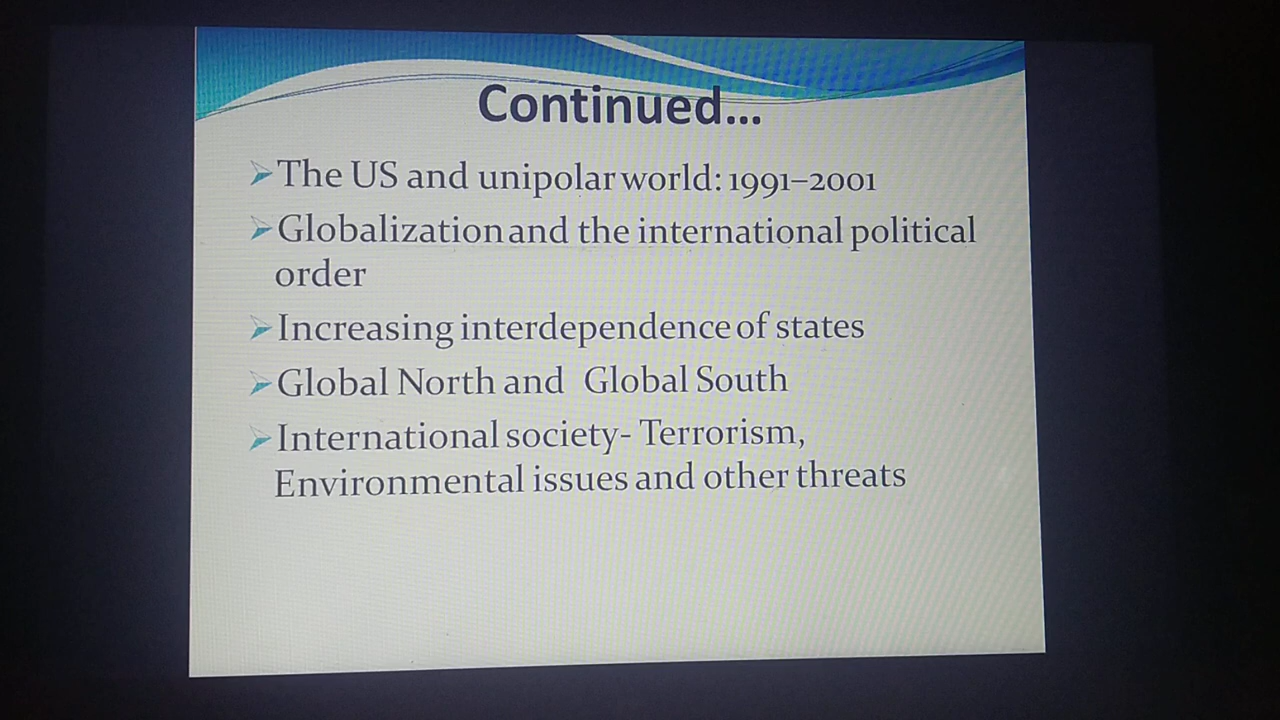 Continued...
➢The US and unipolar world: 1991–2001
➢Globalization and the international political
order
➢Increasing interdependence of states
➢Global North and Global South
➢International society- Terrorism,
Environmental issues and other threats